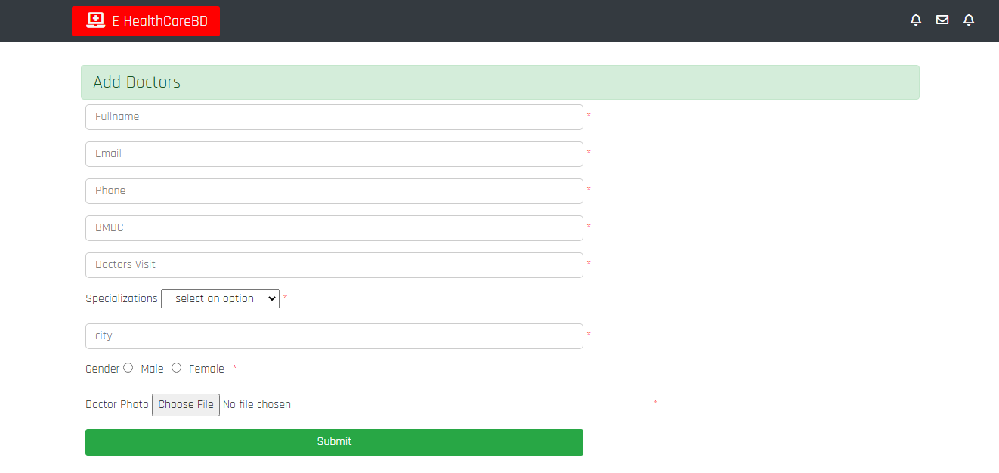 E HealthCareBD
Add Doctors
Fullname *
Email *
Phone *
BMDC *
Doctors Visit *
Specializations -- select an option -- *
city *
Gender Male Female *
Doctor Photo Choose File No file chosen *
Submit